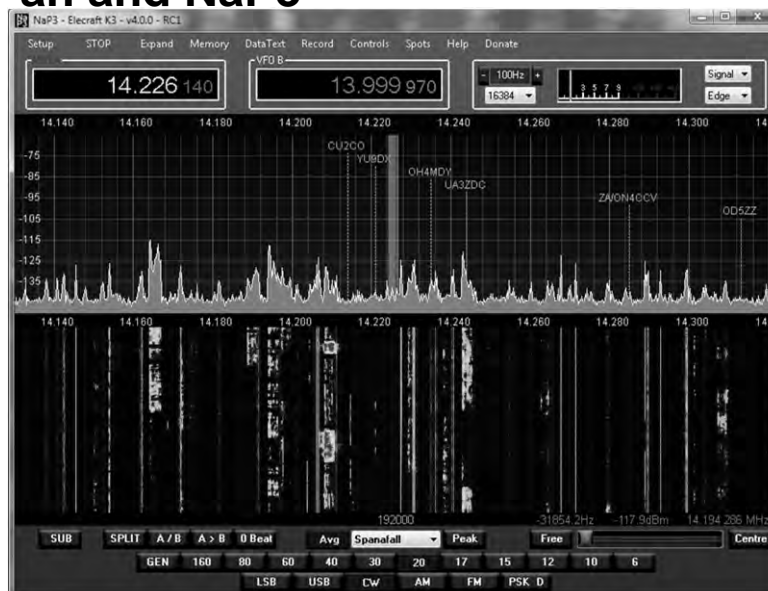 an and NaP3
NaP3 - Elecraft K3 - v4.0.0 - RC1
Setup STOP Expand Memory DataText Record Controls Spots Help Donate
VFO B
14.226 140 13.999 970 - 100Hz + 3 5 7 9 Signal
16384 Edge
14.140 14.160 14.180 14.200 14.220 14.240 14.260 14.280 14.300
CU2CO
-75 YU9DX
-85 OH4MDY
UA3ZDC
-95 ZA/ON4CCV
-105 OD5ZZ
-115
-125
-135
14.140 14.160 14.180 14.200 14.220 14.240 14.260 14.280 14.300
192000 -31854.2Hz -117.9dBm 14.194 286 MHz
SUB SPLIT A / B A > B 0 Beat Avg Spanafall Peak Free Centre
GEN 160 80 60 40 30 20 17 15 12 10 6
LSB USB CW AM FM PSK D